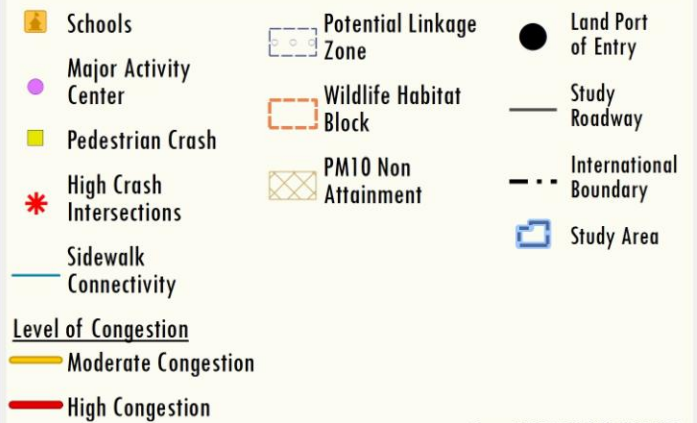 Schools
Major Activity
Center
Pedestrian Crash
High Crash
Intersections
Sidewalk
Connectivity
Level of Congestion
Moderate Congestion
High Congestion
Potential Linkage
Zone
Wildlife Habitat
Block
PM10 Non
Attainment
Land Port
of Entry
Study
Roadway
International
Boundary
Study Area